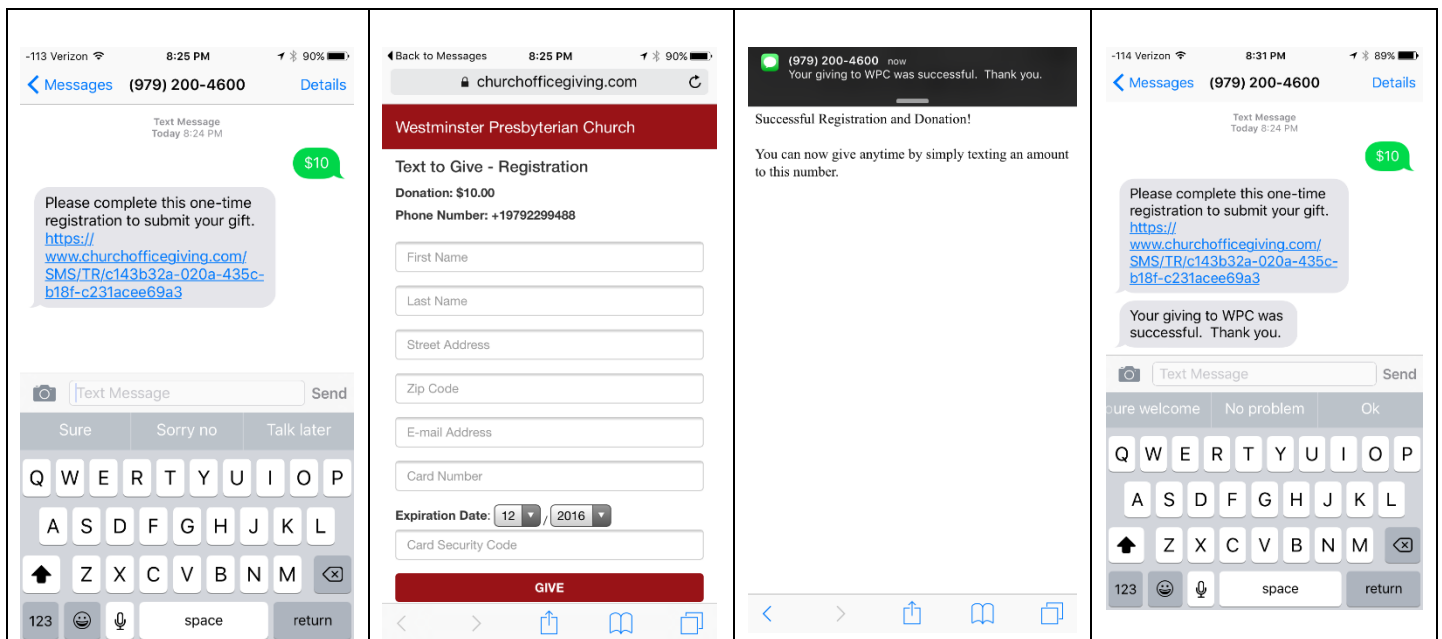 -113 Verizon 8:25 PM 90%
Messages (979) 200-4600 Details
Text Message
Today 8:24 PM
$10
Please complete this one-time
registration to submit your gift.
https://
www.churchofficegiving.com/
SMS/TR/c143b32a-020a-435c-
b18f-c231acee69a3
Text Message Send
Sure Sorry no Talk later
Q W E R T Y U I O P
A S D F G H J K L
Z X C V B N M
123 space return
Back to Messages 8:25 PM 90%
churchofficegiving.com
Westminster Presbyterian Church
Text to Give - Registration
Donation: $10.00
Phone Number: +19792299488
First Name
Last Name
Street Address
Zip Code
E-mail Address
Card Number
Expiration Date: 12 / 2016
Card Security Code
GIVE
(979) 200-4600 now
Your giving to WPC was successful. Thank you.
Successful Registration and Donation!
You can now give anytime by simply texting an amount
to this number.
-114 Verizon 8:31 PM 89%
Messages (979) 200-4600 Details
Text Message
Today 8:24 PM
$10
Please complete this one-time
registration to submit your gift.
https://
www.churchofficegiving.com/
SMS/TR/c143b32a-020a-435c-
b18f-c231acee69a3
Your giving to WPC was
successful. Thank you.
Text Message Send
oure welcome No problem Ok
Q W E R T Y U I O P
A S D F G H J K L
Z X C V B N M
123 space return